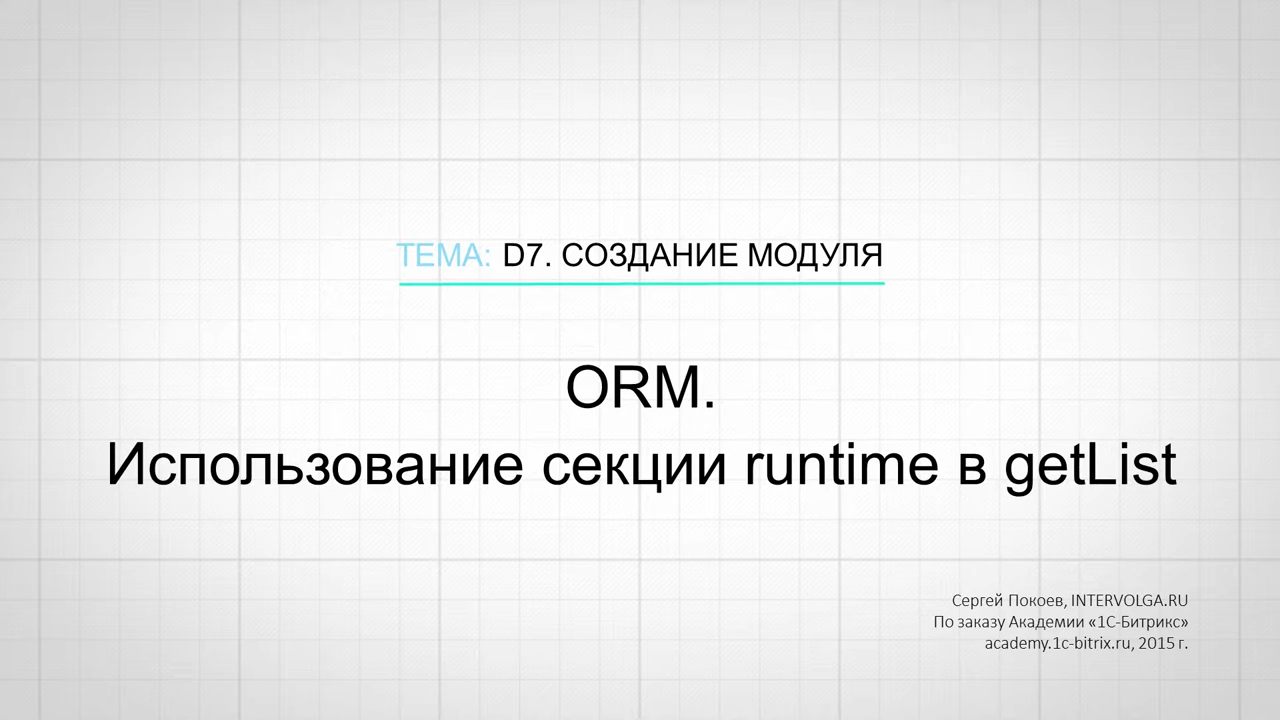 ТЕМА: D7. СОЗДАНИЕ МОДУЛЯ
ORM.
Использование секции runtime в getList
Сергей Покоев, INTERVOLGA.RU
По заказу Академии «1С-Битрикс»
academy.1c-bitrix.ru, 2015 г.